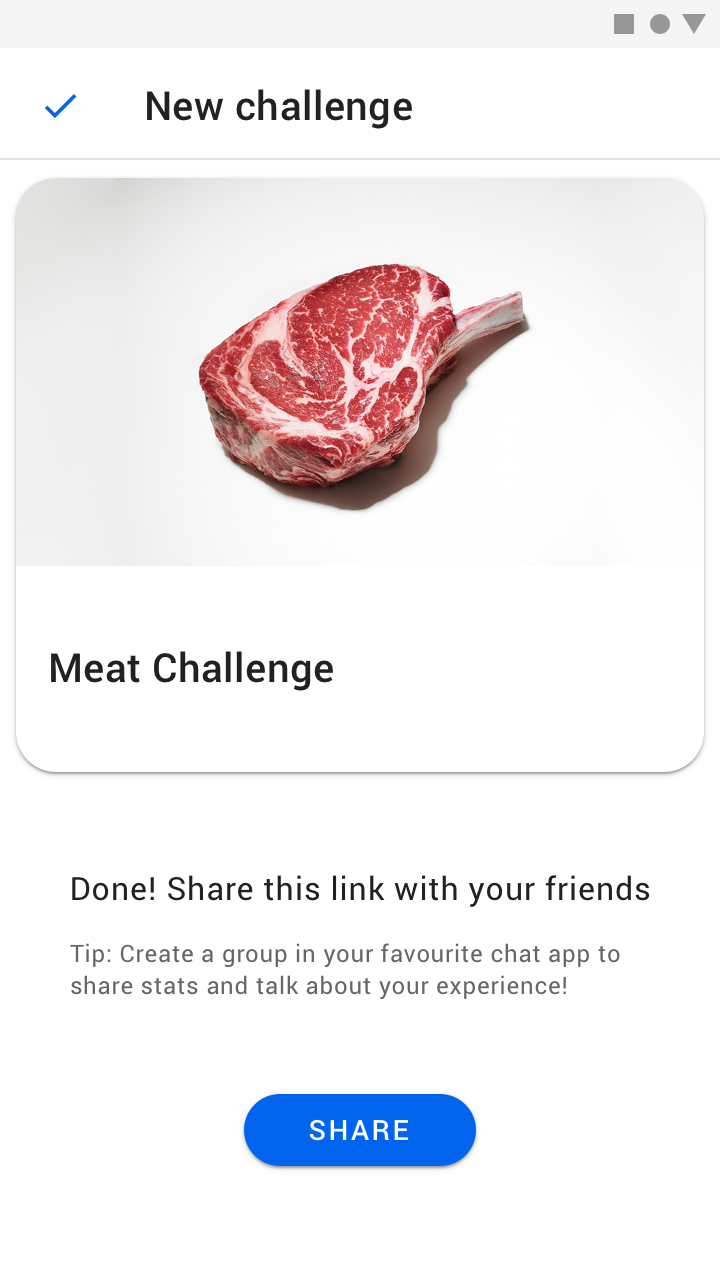 New challenge
Meat Challenge
Done! Share this link with your friends
Tip: Create a group in your favourite chat app to
share stats and talk about your experience!
SHARE